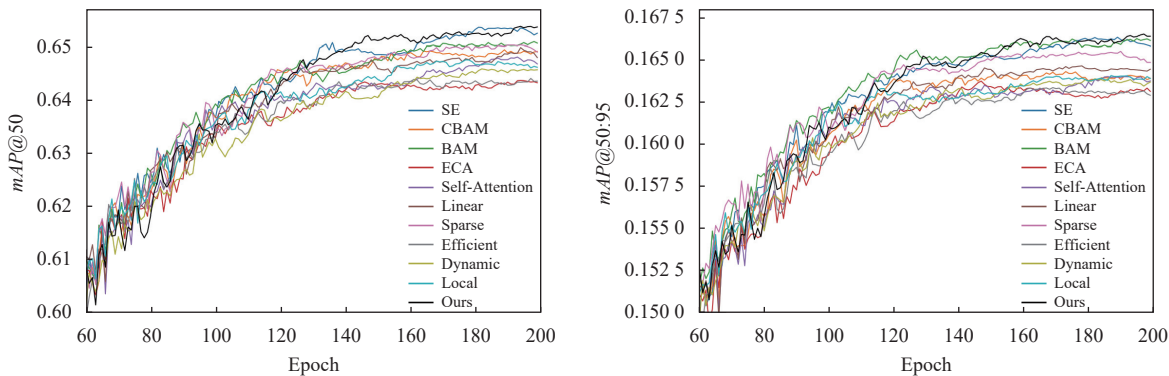 mAP@50
0.65
0.64
0.63
0.62
0.61
0.60
SE
CBAM
BAM
ECA
Self-Attention
Linear
Sparse
Efficient
Dynamic
Local
Ours
60 80 100 120 140 160 180 200
Epoch
mAP@50:95
0.167 5
0.165 0
0.162 5
0.160 0
0.157 5
0.155 0
0.152 5
0.150 0
SE
CBAM
BAM
ECA
Self-Attention
Linear
Sparse
Efficient
Dynamic
Local
Ours
60 80 100 120 140 160 180 200
Epoch